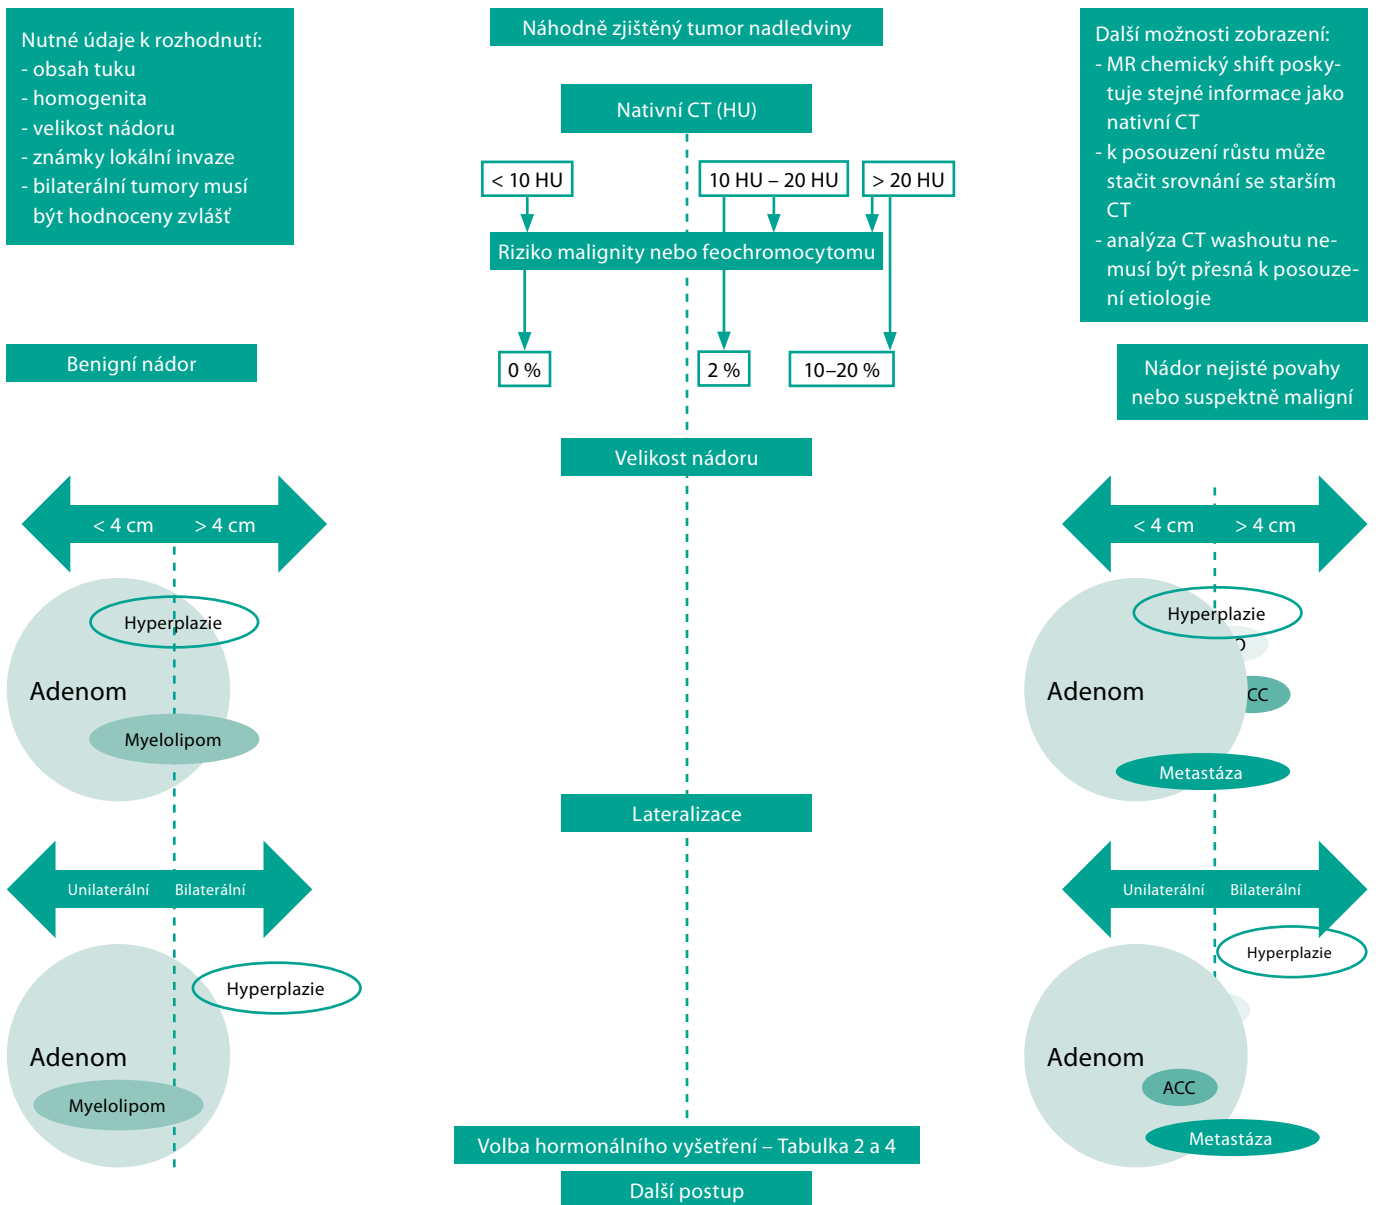 Nutné údaje k rozhodnutí:
- obsah tuku
- homogenita
- velikost nádoru
- známky lokální invaze
- bilaterální tumory musí
být hodnoceny zvlášť
Náhodně zjištěný tumor nadledviny
Nativní CT (HU)
< 10 HU
10 HU – 20 HU
> 20 HU
Riziko malignity nebo feochromocytomu
0 %
2 %
10–20 %
Další možnosti zobrazení:
- MR chemický shift posky-
tuje stejné informace jako
nativní CT
- k posouzení růstu může
stačit srovnání se starším
CT
- analýza CT washoutu ne-
musí být přesná k posouze-
ní etiologie
Benigní nádor
Nádor nejisté povahy
nebo suspektně maligní
Velikost nádoru
< 4 cm
> 4 cm
Hyperplazie
Adenom
Myelolipom
< 4 cm
> 4 cm
Hyperplazie
Adenom
CC
Metastáza
Lateralizace
Unilaterální
Bilaterální
Hyperplazie
Adenom
Myelolipom
Unilaterální
Bilaterální
Hyperplazie
Adenom
ACC
Metastáza
Volba hormonálního vyšetření – Tabulka 2 a 4
Další postup